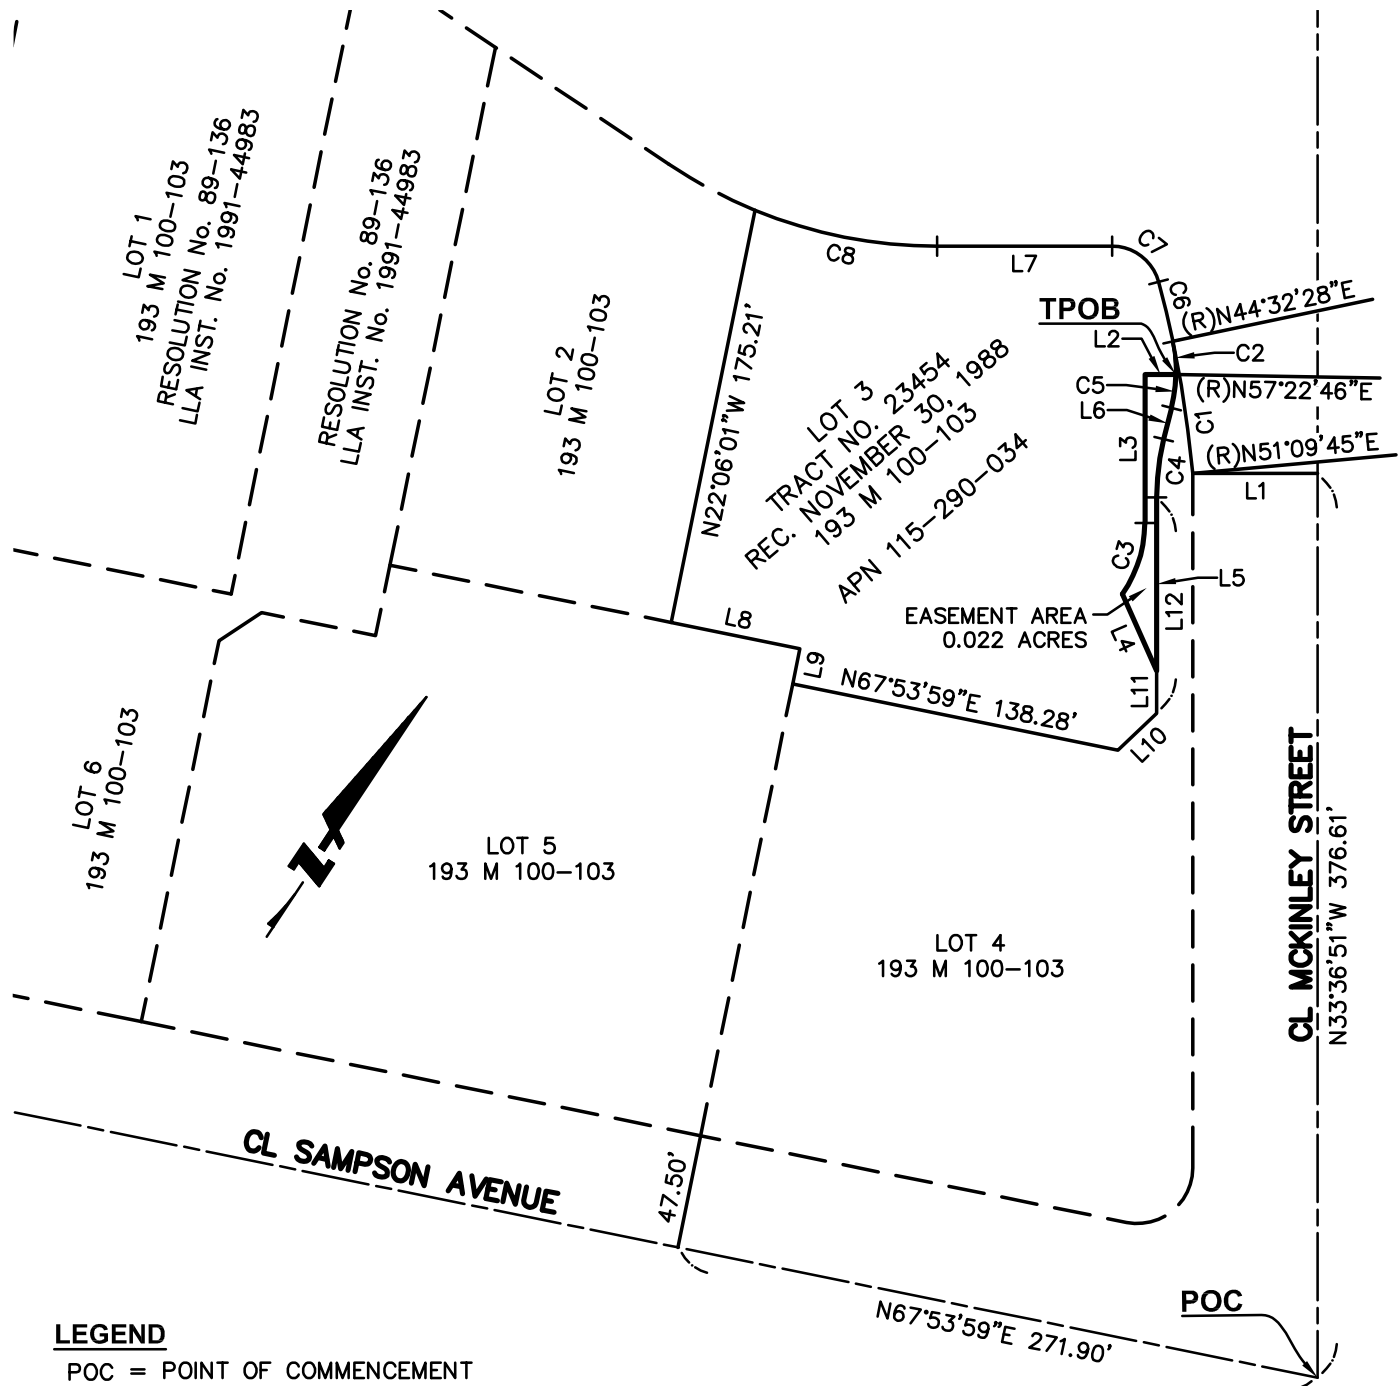 LOT 1
193 M 100-103
RESOLUTION No. 89-136
LLA INST. No. 1991-44983
RESOLUTION No. 89-136
LLA INST. No. 1991-44983
LOT 2
193 M 100-103
N22°06'01"W 175.21'
C8
L7
C7
C6
(R)N44°32'28"E
TPOB
L2
C2
C5
(R)N57°22'46"E
L6
C1
L3
C4
(R)N51°09'45"E
L1
LOT 3
TRACT NO. 23454
REC. NOVEMBER 30, 1988
193 M 100-103
APN 115-290-034
C3
L5
L12
EASEMENT AREA
0.022 ACRES
L4
L8
L9
N67°53'59"E 138.28'
L11
L10
LOT 6
193 M 100-103
N
LOT 5
193 M 100-103
LOT 4
193 M 100-103
CL MCKINLEY STREET
N33°36'51"W 376.61'
CL SAMPSON AVENUE
47.50'
N67°53'59"E 271.90'
POC
LEGEND
POC = POINT OF COMMENCEMENT